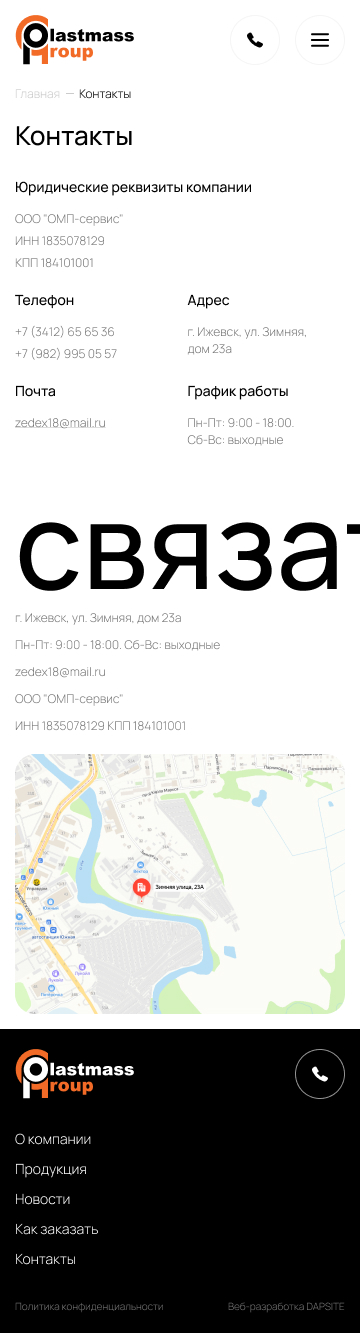 Plastmass
Group
Главная — Контакты
Контакты
Юридические реквизиты компании
ООО "ОМП-сервис"
ИНН 1835078129
КПП 184101001
Телефон
+7 (3412) 65 65 36
+7 (982) 995 05 57
Адрес
г. Ижевск, ул. Зимняя,
дом 23а
Почта
zedex18@mail.ru
График работы
Пн-Пт: 9:00 - 18:00.
Сб-Вс: выходные
связат
г. Ижевск, ул. Зимняя, дом 23а
Пн-Пт: 9:00 - 18:00. Сб-Вс: выходные
zedex18@mail.ru
ООО "ОМП-сервис"
ИНН 1835078129 КПП 184101001
Зимняя улица, 23А
автостанция Южная
Plastmass
Group
О компании
Продукция
Новости
Как заказать
Контакты
Политика конфиденциальности
Веб-разработка DAPSITE